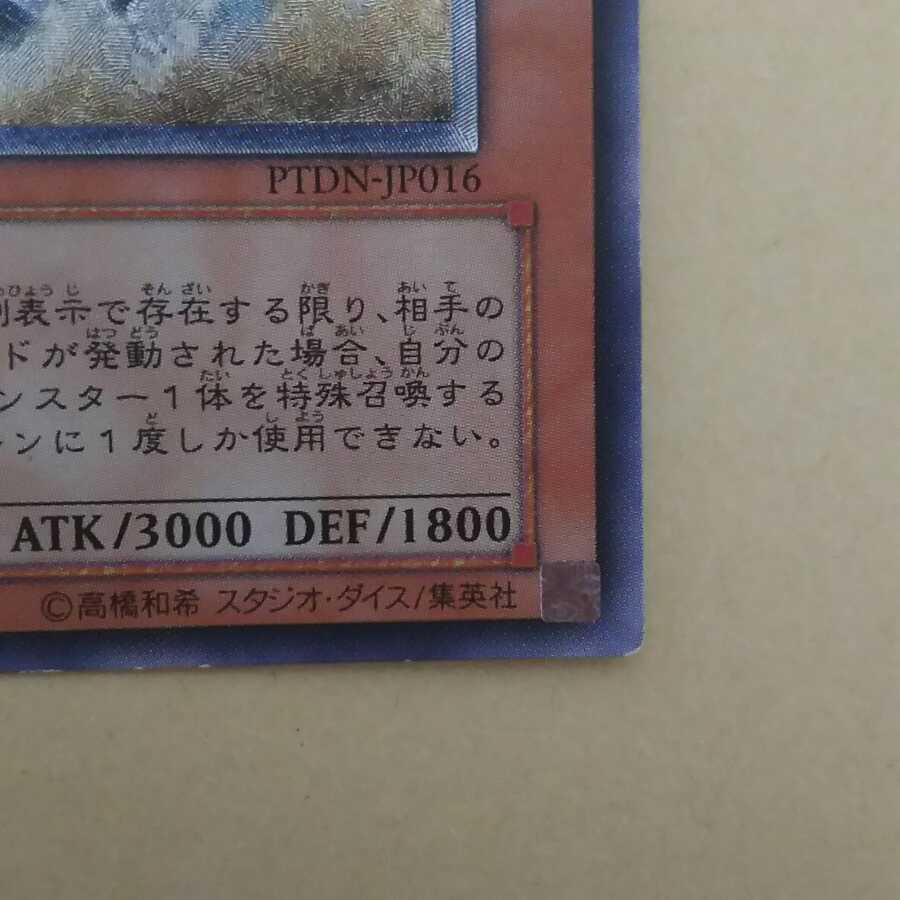 PTDN-JP016
表示で存在する限り、相手の
ドが発動された場合、自分の
ンスター1体を特殊召喚する
ンに1度しか使用できない。
ATK/3000 DEF/1800
©高橋和希 スタジオ・ダイス/集英社